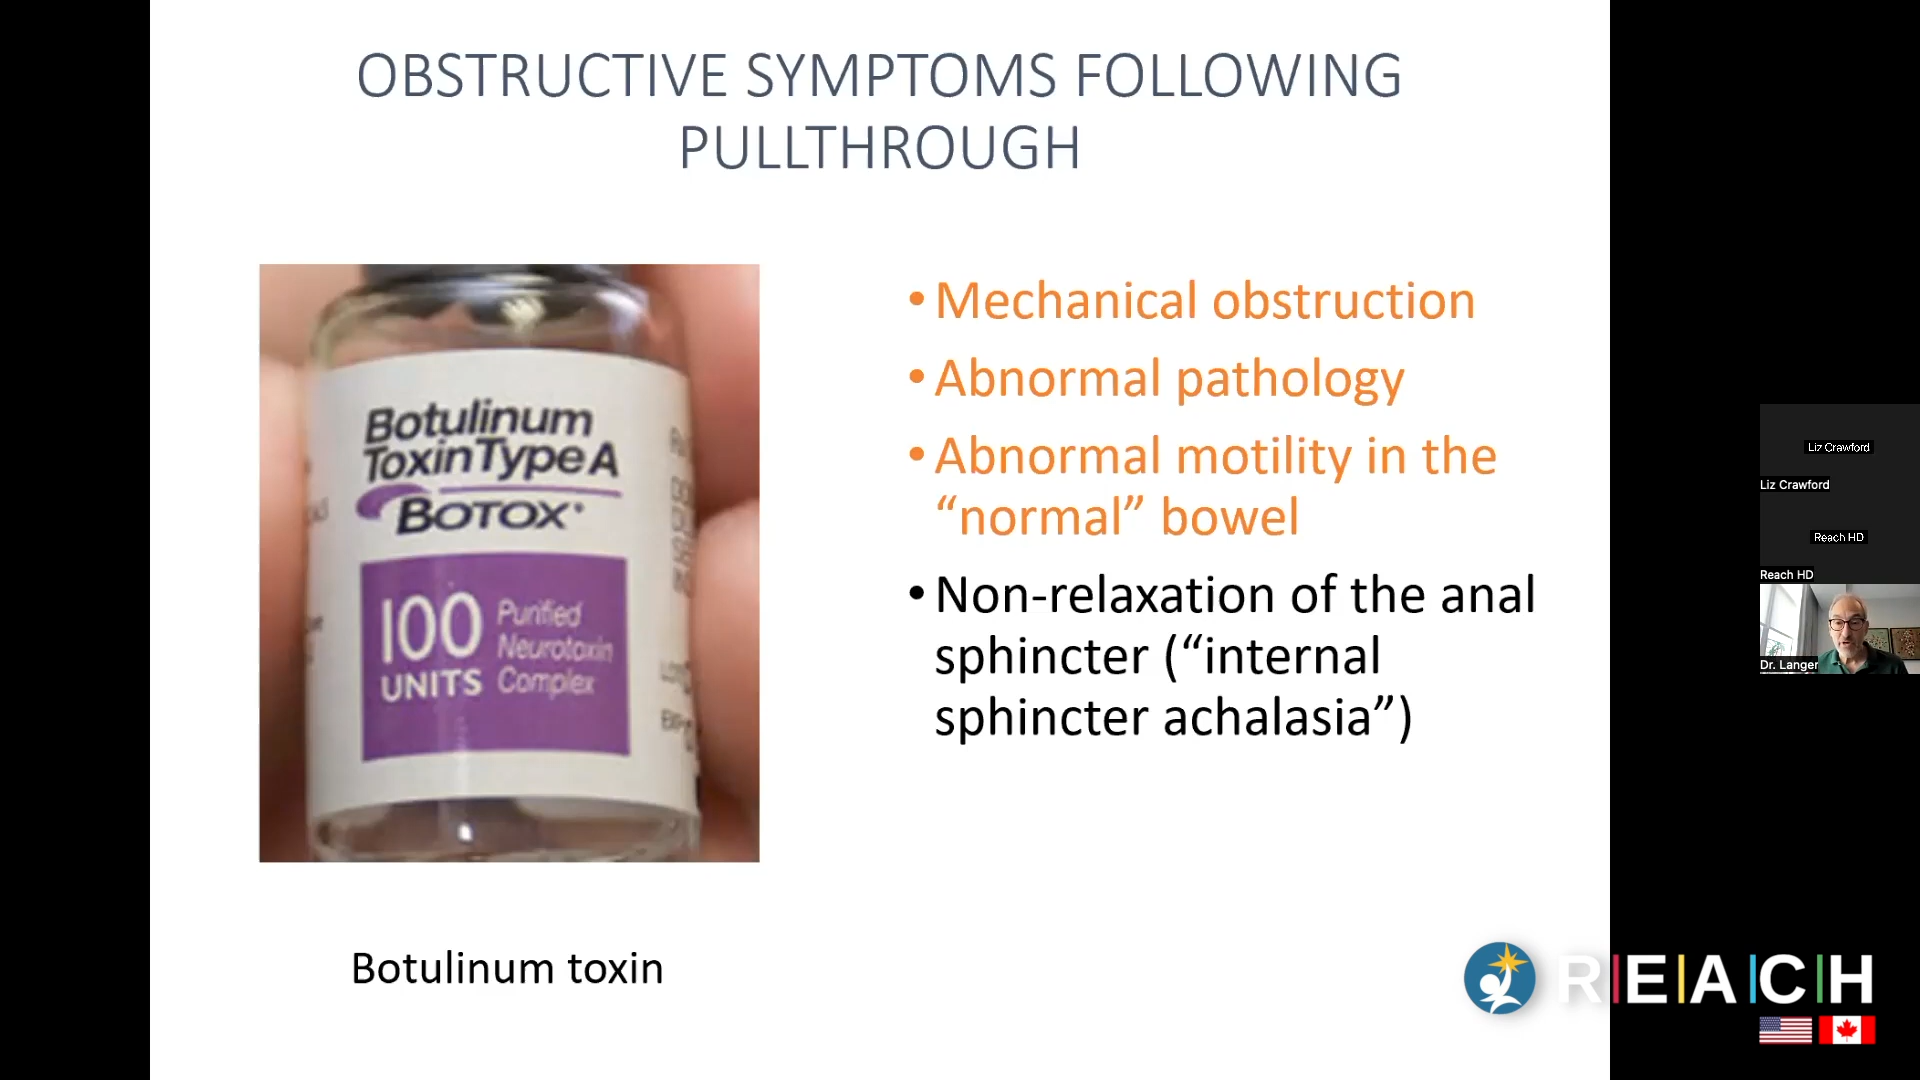 OBSTRUCTIVE SYMPTOMS FOLLOWING
PULLTHROUGH
Botulinum
Toxin Type A
BOTOX
100
UNITS
Purified
Neurotoxin
Complex
Botulinum toxin
• Mechanical obstruction
• Abnormal pathology
• Abnormal motility in the
“normal” bowel
• Non-relaxation of the anal
sphincter (“internal
sphincter achalasia”)
Liz Crawford
Liz Crawford
Reach HD
Reach HD
Dr. Langer
REACH